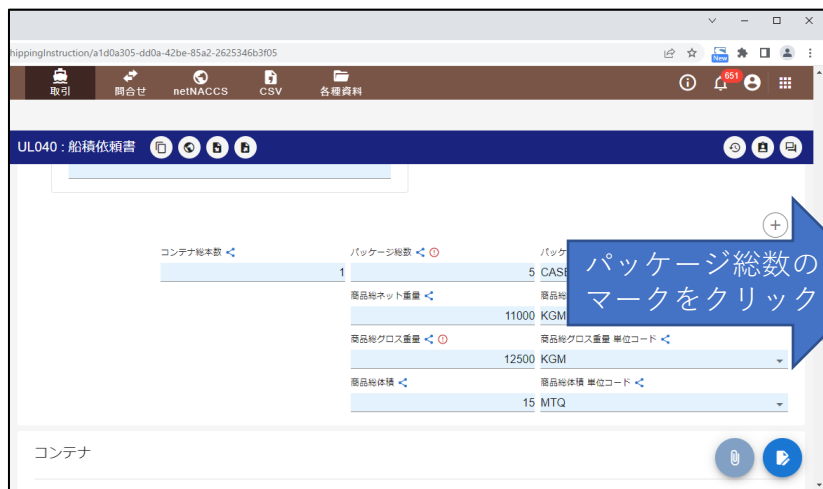 hippingInstruction/a1d0a305-dd0a-42be-85a2-2625346b3f05
New
取引 問合せ netNACCS CSV 各種資料
651
UL040 : 船積依頼書
コンテナ総本数 パッケージ総数 パッケ
1 5 CASE
パッケージ総数の
マークをクリック
商品総ネット重量 商品総
11000 KGM
商品総グロス重量 商品総グロス重量 単位コード
12500 KGM
商品総体積 商品総体積 単位コード
15 MTQ
コンテナ